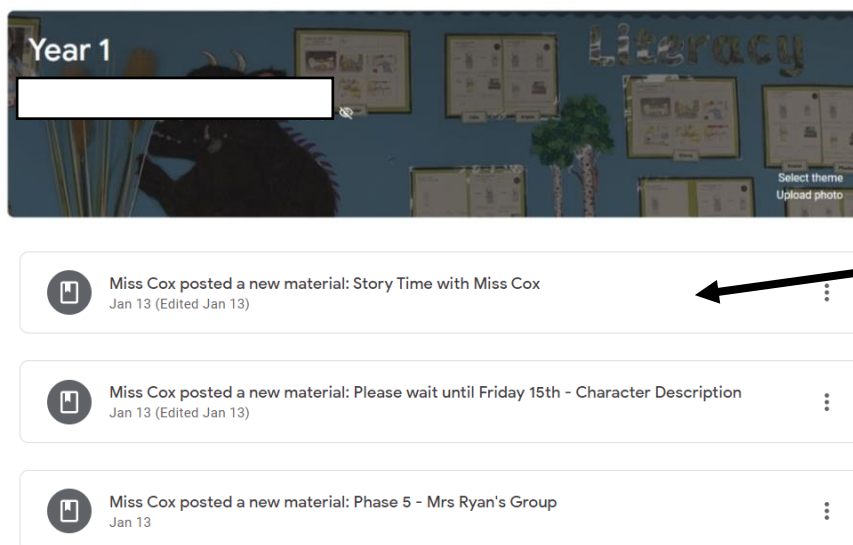 Year 1
Literacy
Select theme
Upload photo
Miss Cox posted a new material: Story Time with Miss Cox
Jan 13 (Edited Jan 13)
Miss Cox posted a new material: Please wait until Friday 15th - Character Description
Jan 13 (Edited Jan 13)
Miss Cox posted a new material: Phase 5 - Mrs Ryan's Group
Jan 13